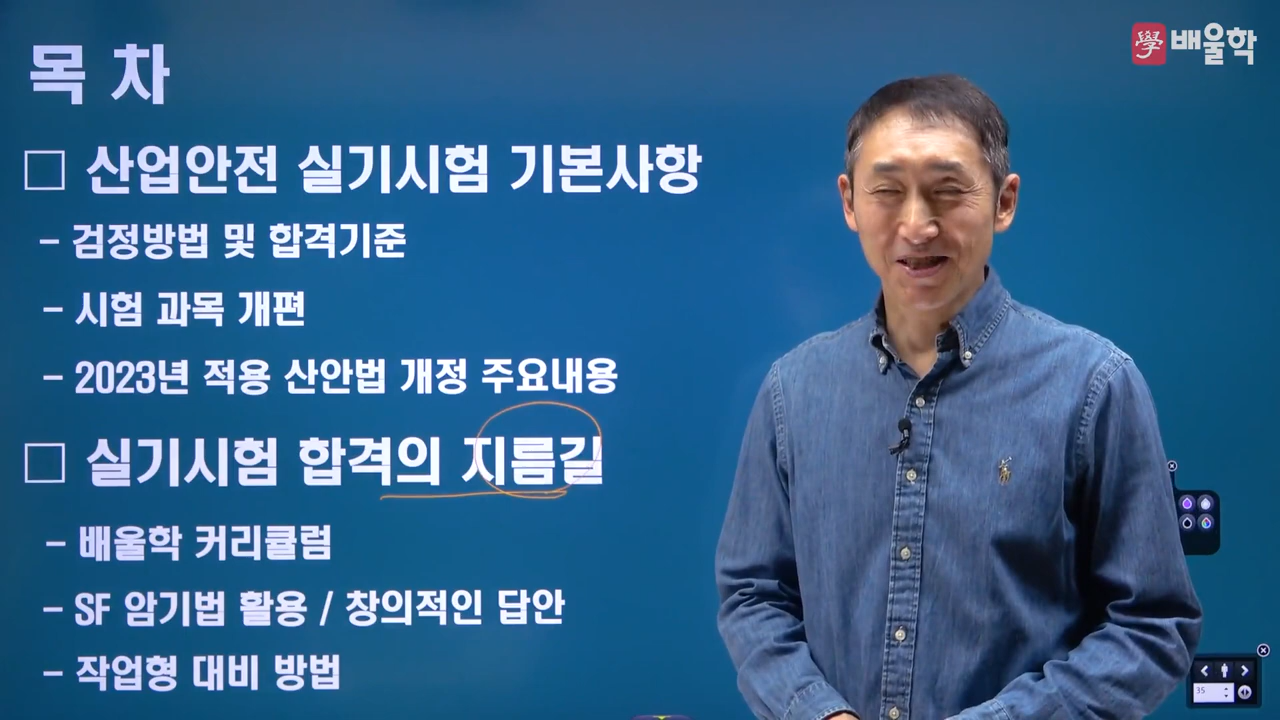 목 차
學 배울학
□ 산업안전 실기시험 기본사항
- 검정방법 및 합격기준
- 시험 과목 개편
- 2023년 적용 산안법 개정 주요내용
□ 실기시험 합격의 지름길
- 배울학 커리큘럼
- SF 암기법 활용 / 창의적인 답안
- 작업형 대비 방법
35